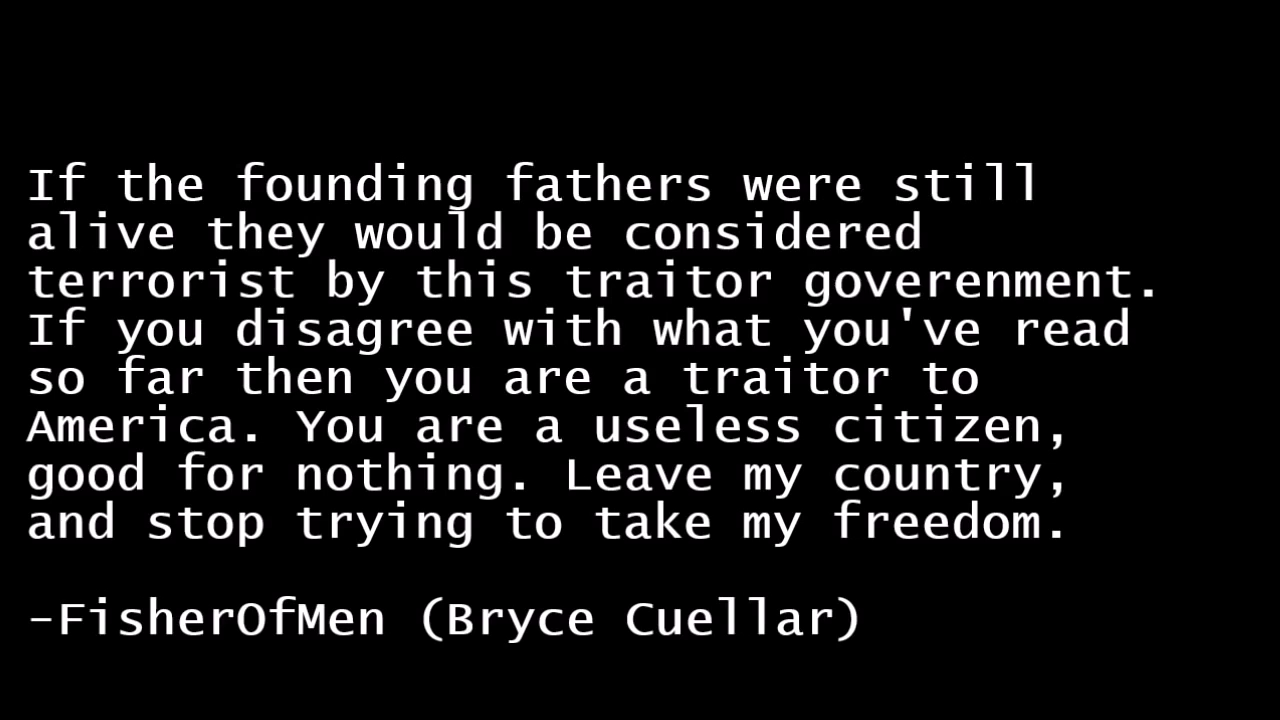 If the founding fathers were still
alive they would be considered
terrorist by this traitor goverenment.
If you disagree with what you've read
so far then you are a traitor to
America. You are a useless citizen,
good for nothing. Leave my country,
and stop trying to take my freedom.
-FisherOfMen (Bryce Cuellar)